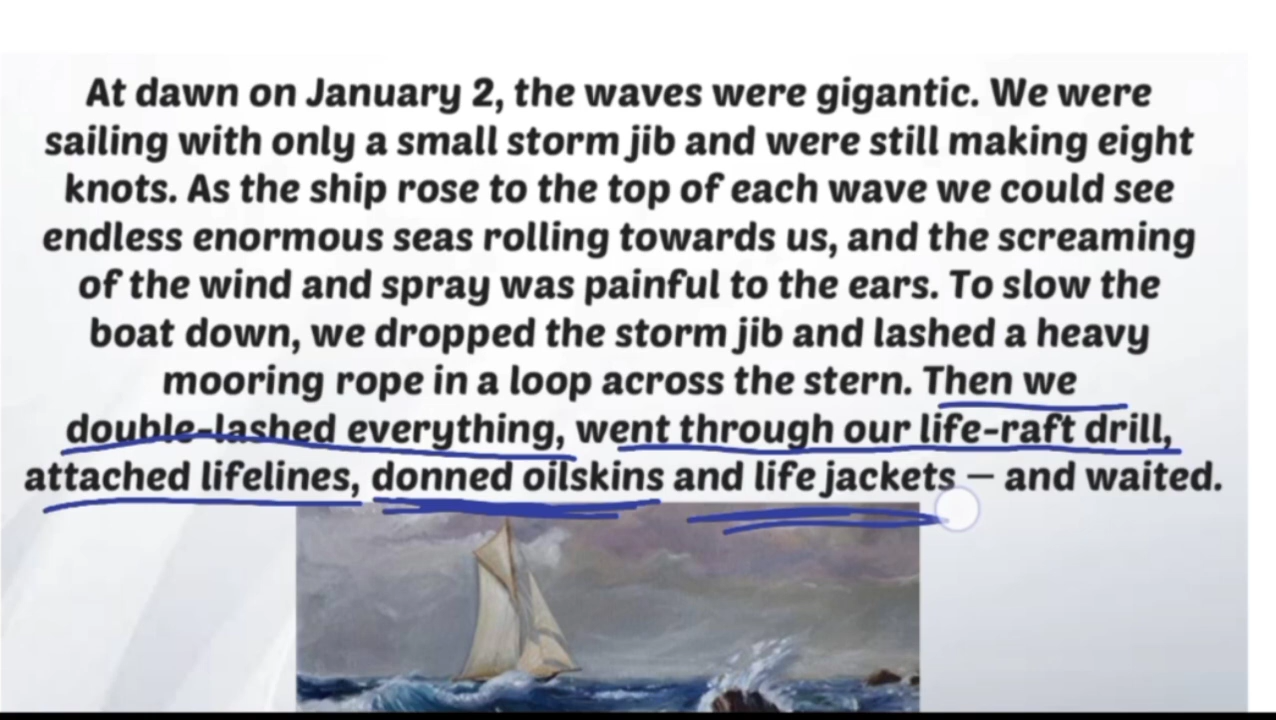 At dawn on January 2, the waves were gigantic. We were
sailing with only a small storm jib and were still making eight
knots. As the ship rose to the top of each wave we could see
endless enormous seas rolling towards us, and the screaming
of the wind and spray was painful to the ears. To slow the
boat down, we dropped the storm jib and lashed a heavy
mooring rope in a loop across the stern. Then we
double-lashed everything, went through our life-raft drill,
attached lifelines, donned oilskins and life jackets – and waited.